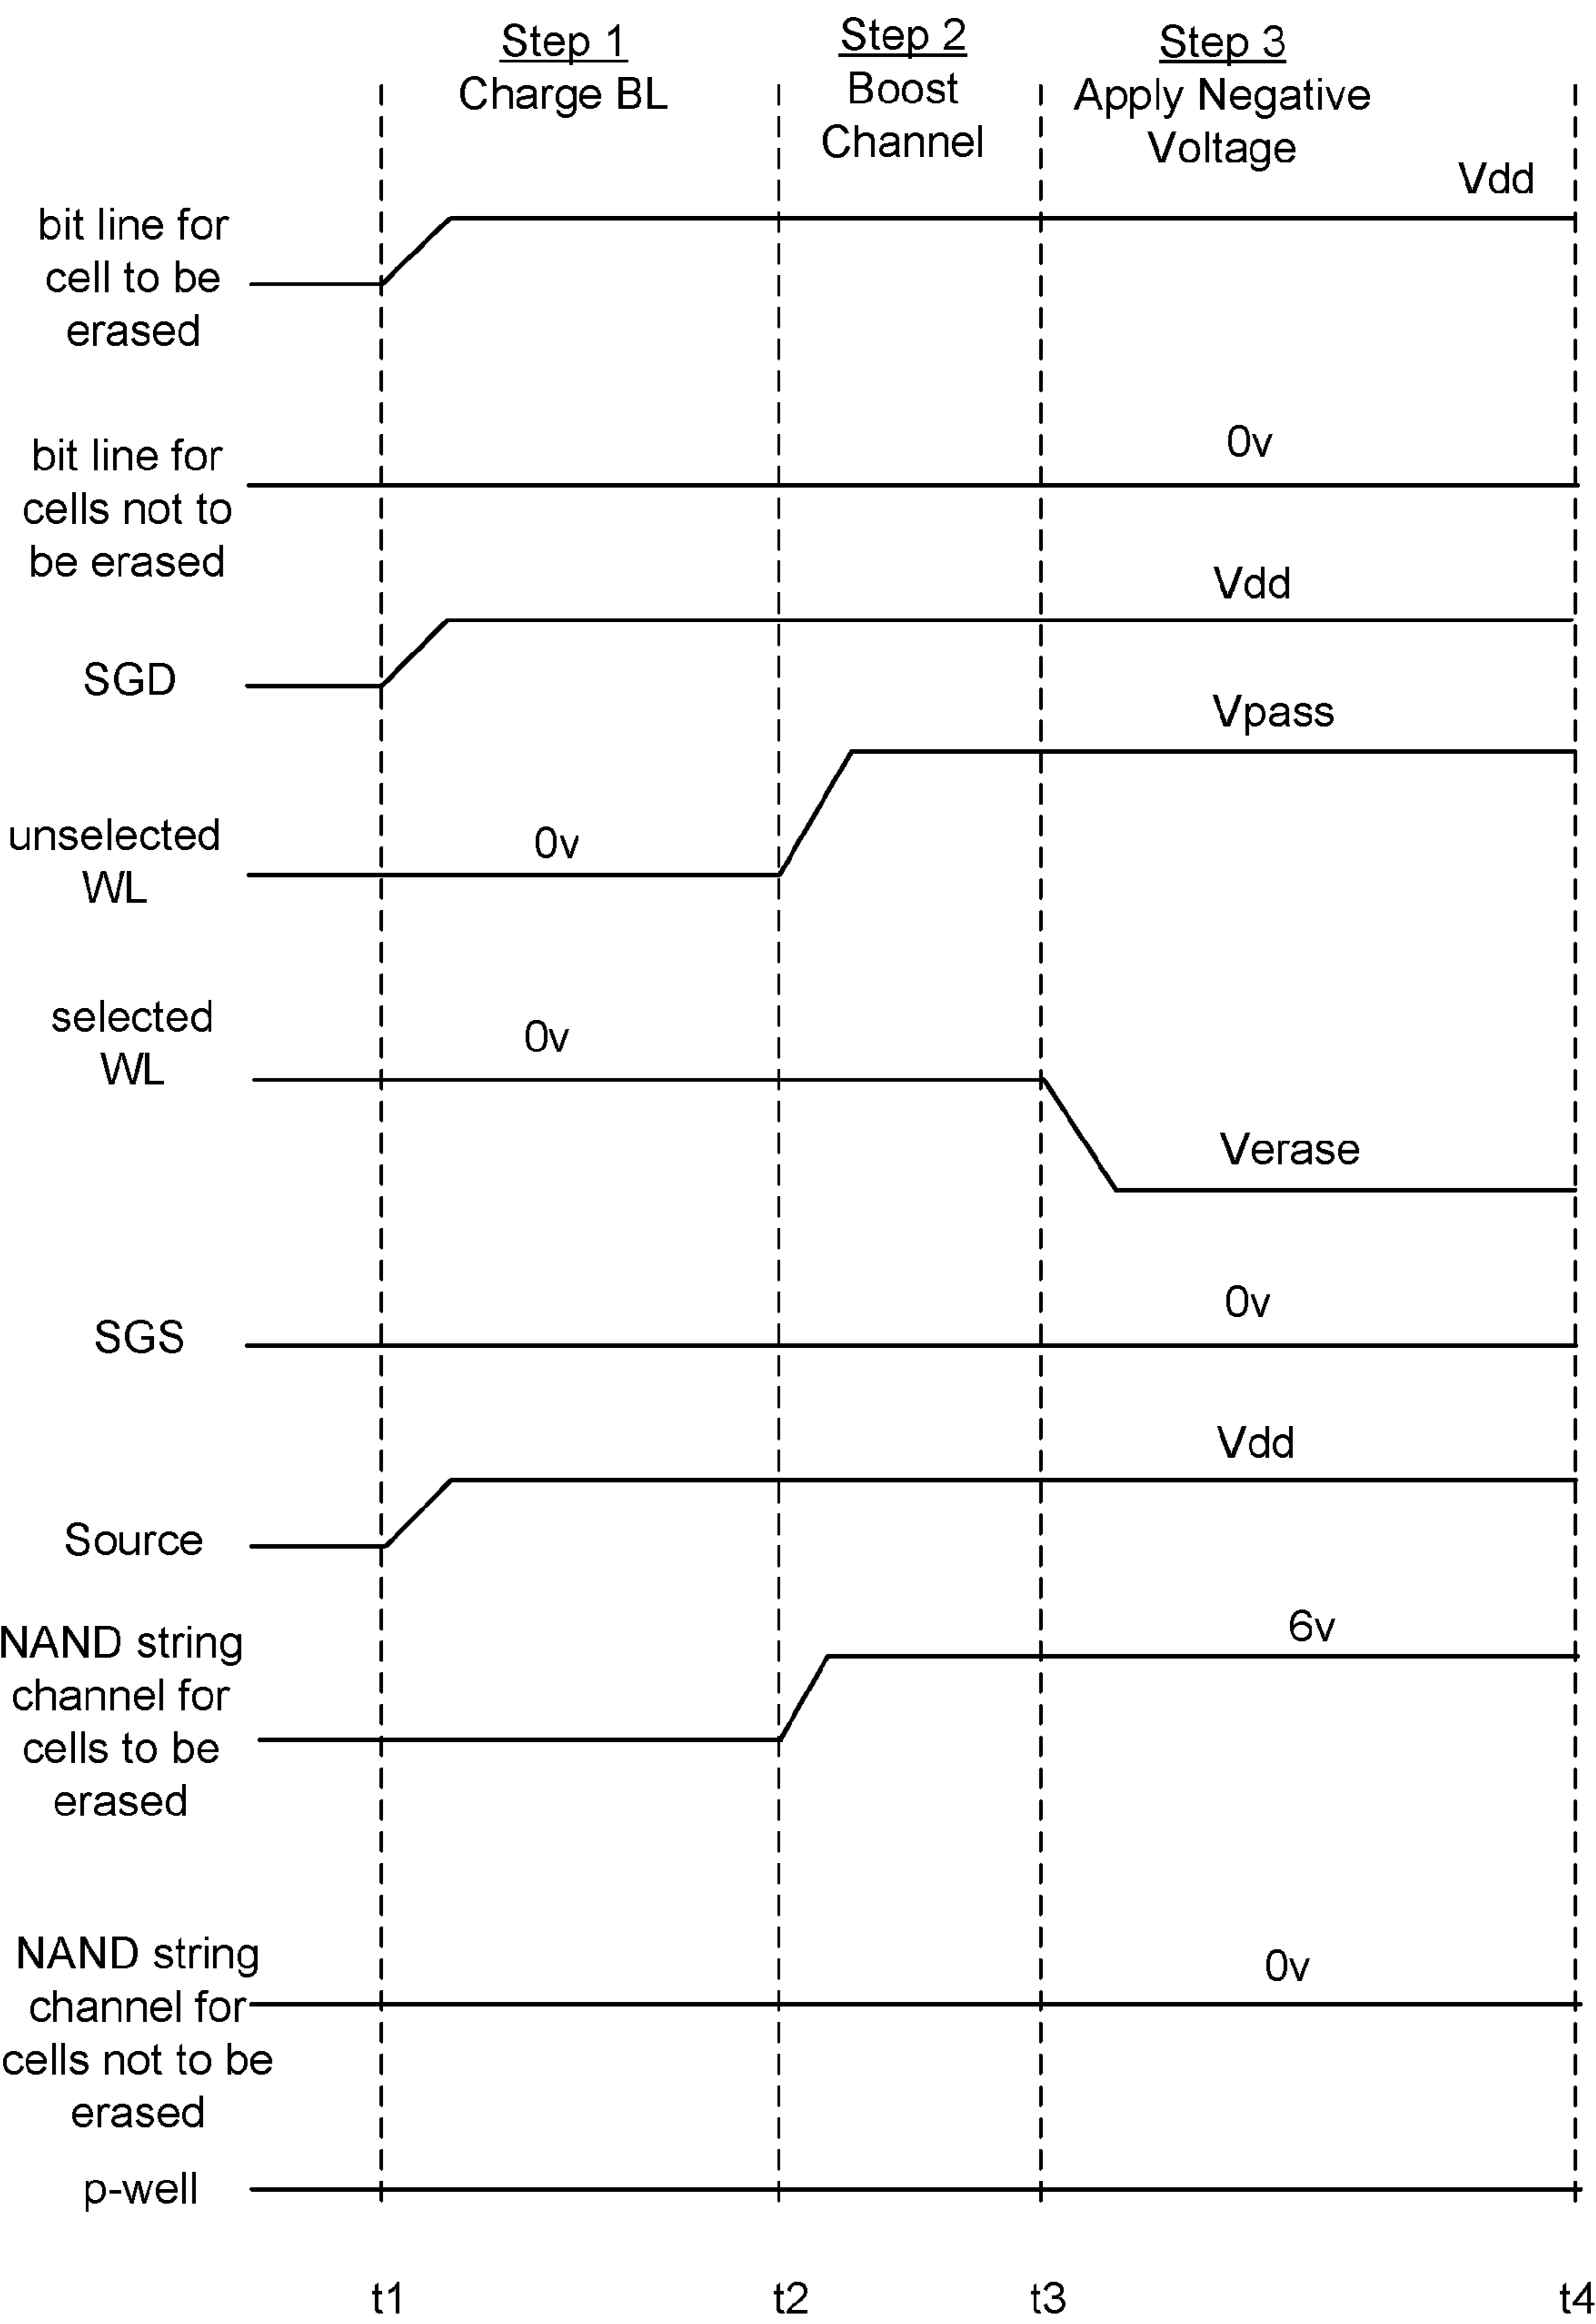 Step 1
Charge BL
Step 2
Boost
Channel
Step 3
Apply Negative
Voltage
Vdd
bit line for
cell to be
erased
0v
bit line for
cells not to
be erased
Vdd
SGD
Vpass
unselected
WL
0v
selected
WL
0v
Verase
0v
SGS
Vdd
Source
6v
NAND string
channel for
cells to be
erased
NAND string
channel for
cells not to be
erased
0v
p-well
t1
t2
t3
t4